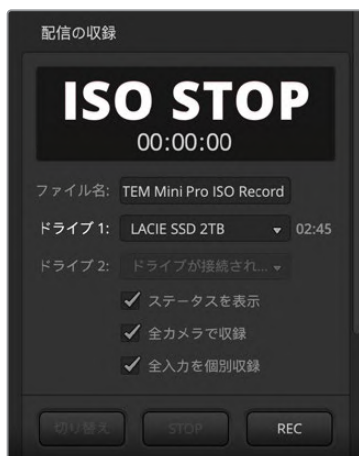 配信の収録
ISO STOP
00:00:00
ファイル名: TEM Mini Pro ISO Record
ドライブ 1: LACIE SSD 2TB 02:45
ドライブ 2: ドライブが接続され...
ステータスを表示
全カメラで収録
全入力を個別収録
切り替え STOP REC